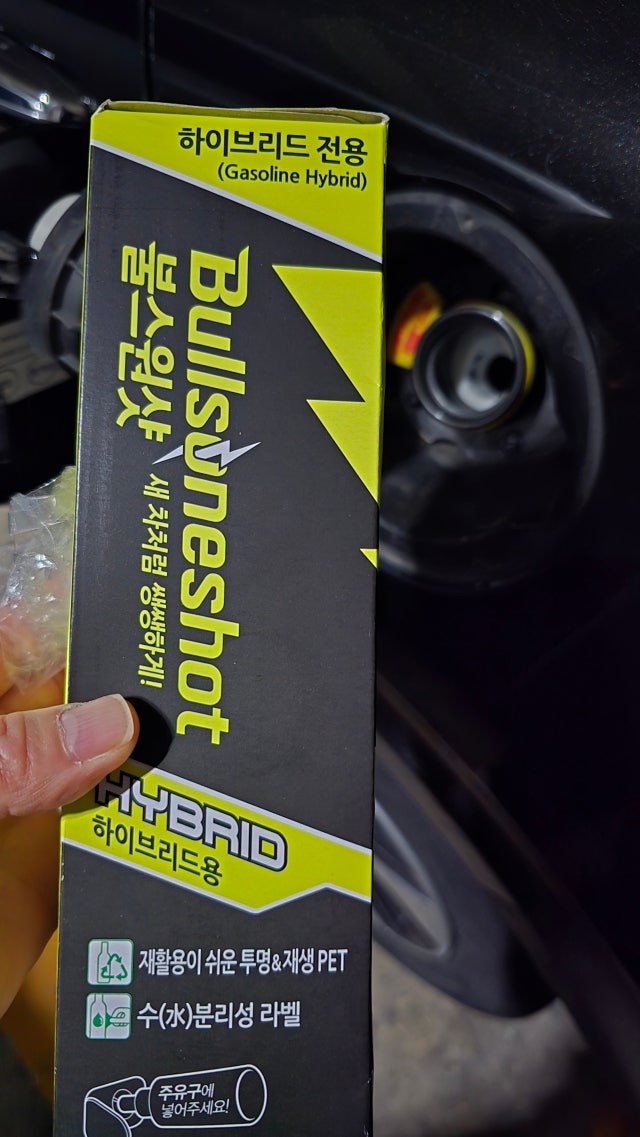 하이브리드 전용
(Gasoline Hybrid)
Bullsoneshot
불스원샷 새 차처럼 쌩쌩하게!
HYBRID
하이브리드용
재활용이 쉬운 투명&재생 PET
수(水)분리성 라벨
주유구에
넣어주세요!